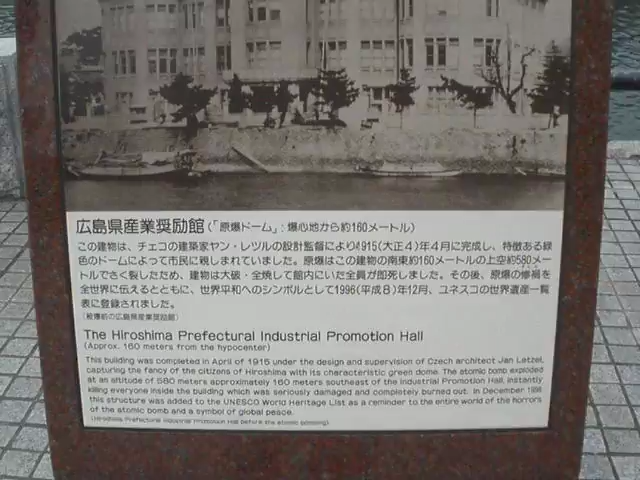 広島県産業奨励館(「原爆ドーム」:爆心地から約160メートル)
この建物は、チェコの建築家ヤン・レツルの設計監督により1915(大正4)年4月に完成し、特徴ある緑
色のドームによって市民に親しまれていました。原爆はこの建物の南東約160メートルの上空約580メー
トルでさく裂したため、建物は大破・全焼して館内にいた全員が即死しました。その後、原爆の惨禍を
全世界に伝えるとともに、世界平和へのシンボルとして1996(平成8)年12月、ユネスコの世界遺産一覧
表に登録されました。
(被爆前の広島県産業奨励館)
The Hiroshima Prefectural Industrial Promotion Hall
(Approx. 160 meters from the hypocenter)
This building was completed in April of 1915 under the design and supervision of Czech architect Jan Letzel,
capturing the fancy of the citizens of Hiroshima with its characteristic green dome. The atomic bomb exploded
at an altitude of 580 meters approximately 160 meters southeast of the Industrial Promotion Hall, instantly
killing everyone inside the building which was seriously damaged and completely burned out. In December 1996
this structure was added to the UNESCO World Heritage List as a reminder to the entire world of the horrors
of the atomic bomb and a symbol of global peace.
(Hiroshima Prefectural Industrial Promotion Hall before the atomic bombing)